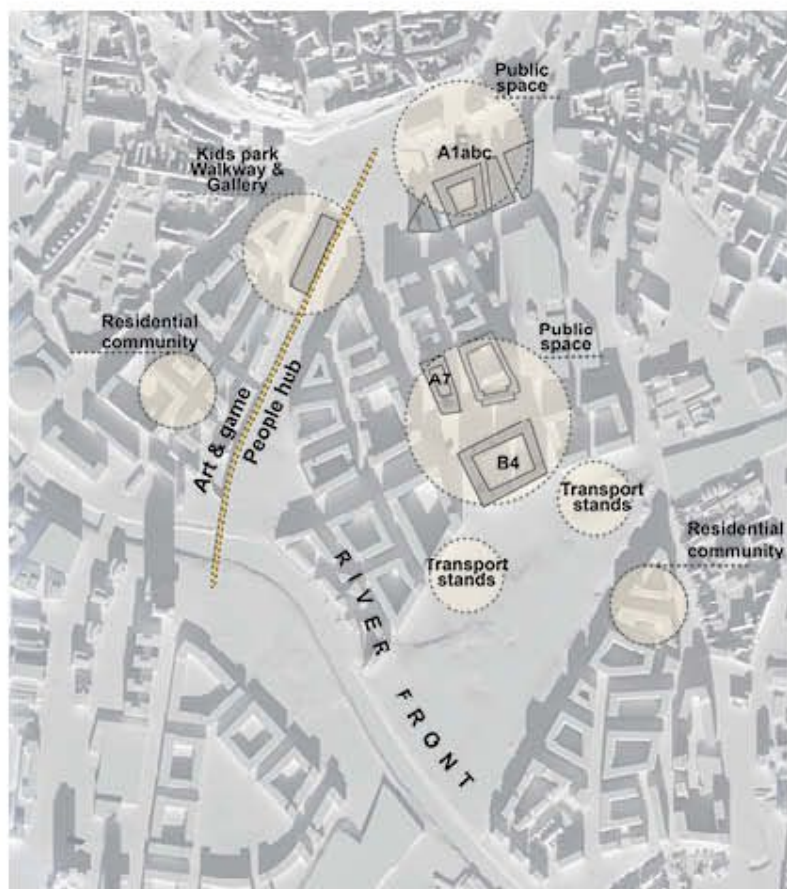 Public
space
A1abc
Kids park
Walkway &
Gallery
Residential
community
Public
space
A7
Art & game
People hub
B4
Transport
stands
Residential
community
Transport
stands
RIVER FRONT